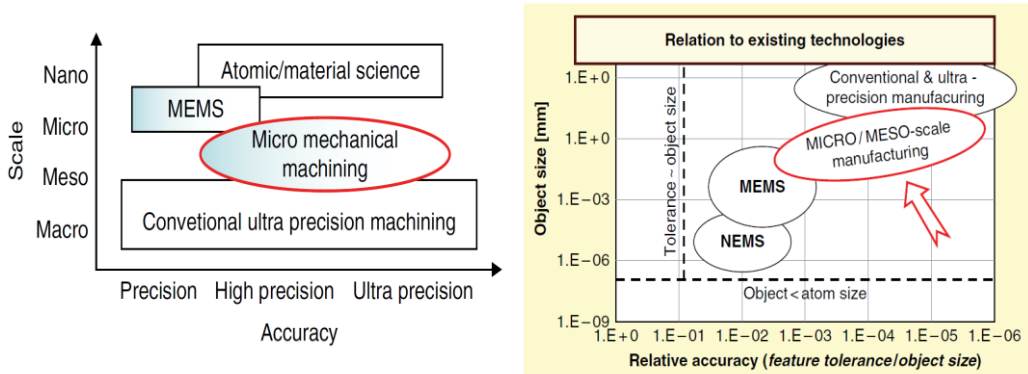 Nano
Micro
Meso
Macro
Scale
Atomic/material science
MEMS
Micro mechanical
machining
Convetional ultra precision machining
Precision
High precision
Ultra precision
Accuracy
Relation to existing technologies
1.E+0
1.E+0
1.E−03
1.E−06
1.E−09
Object size [mm]
Tolerance ~ object size
Conventional & ultra -
precision manufacuring
MICRO/MESO-scale
manufacturing
MEMS
NEMS
Object < atom size
1.E+0
1.E−01
1.E−02
1.E−03
1.E−04
1.E−05
1.E−06
Relative accuracy (feature tolerance/object size)